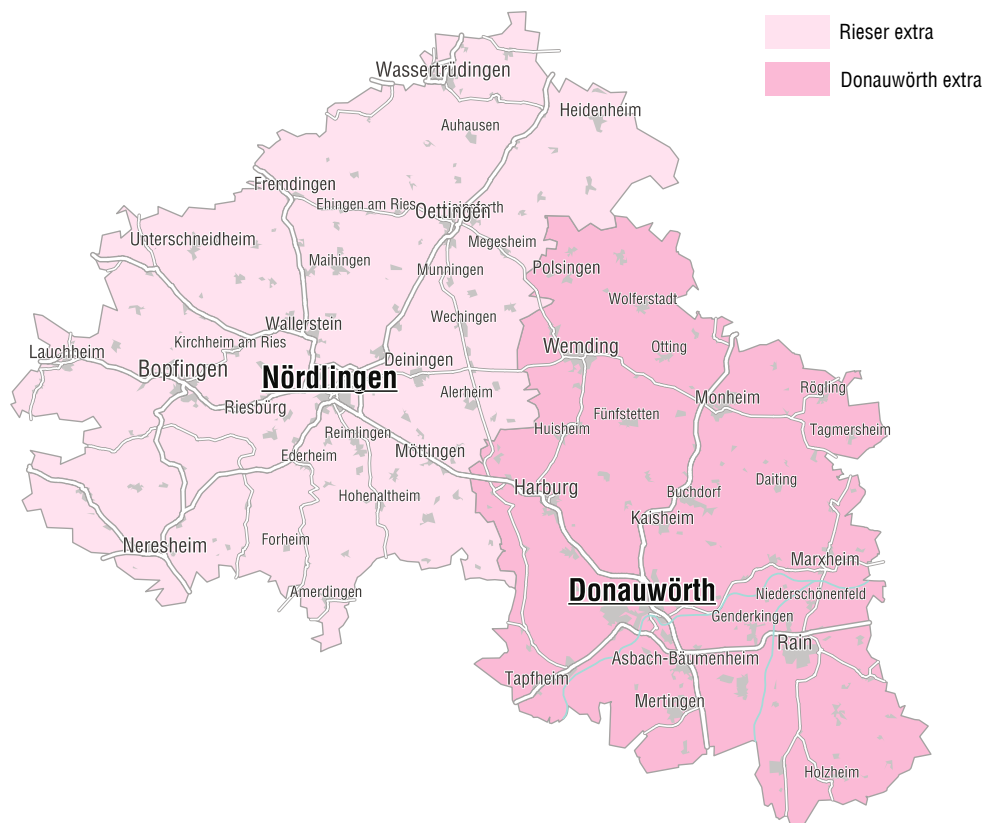 Rieser extra
Wassertrüdingen
Donauwörth extra
Heidenheim
Auhausen
Fremdingen
Ehingen am Ries
Oettingen
Unterschneidheim
Megesheim
Maihingen
Munningen
Polsingen
Wolferstadt
Wechingen
Wallerstein
Kirchheim am Ries
Wemding
Otting
Lauchheim
Bopfingen
Deiningen
Nördlingen
Alerheim
Rögling
Monheim
Riesbürg
Fünfstetten
Huisheim
Tagmersheim
Reimlingen
Möttingen
Ederheim
Daiting
Harburg
Buchdorf
Hohenaltheim
Kaisheim
Forheim
Neresheim
Marxheim
Amerdingen
Donauwörth
Niederschönenfeld
Genderkingen
Rain
Asbach-Bäumenheim
Tapfheim
Mertingen
Holzheim